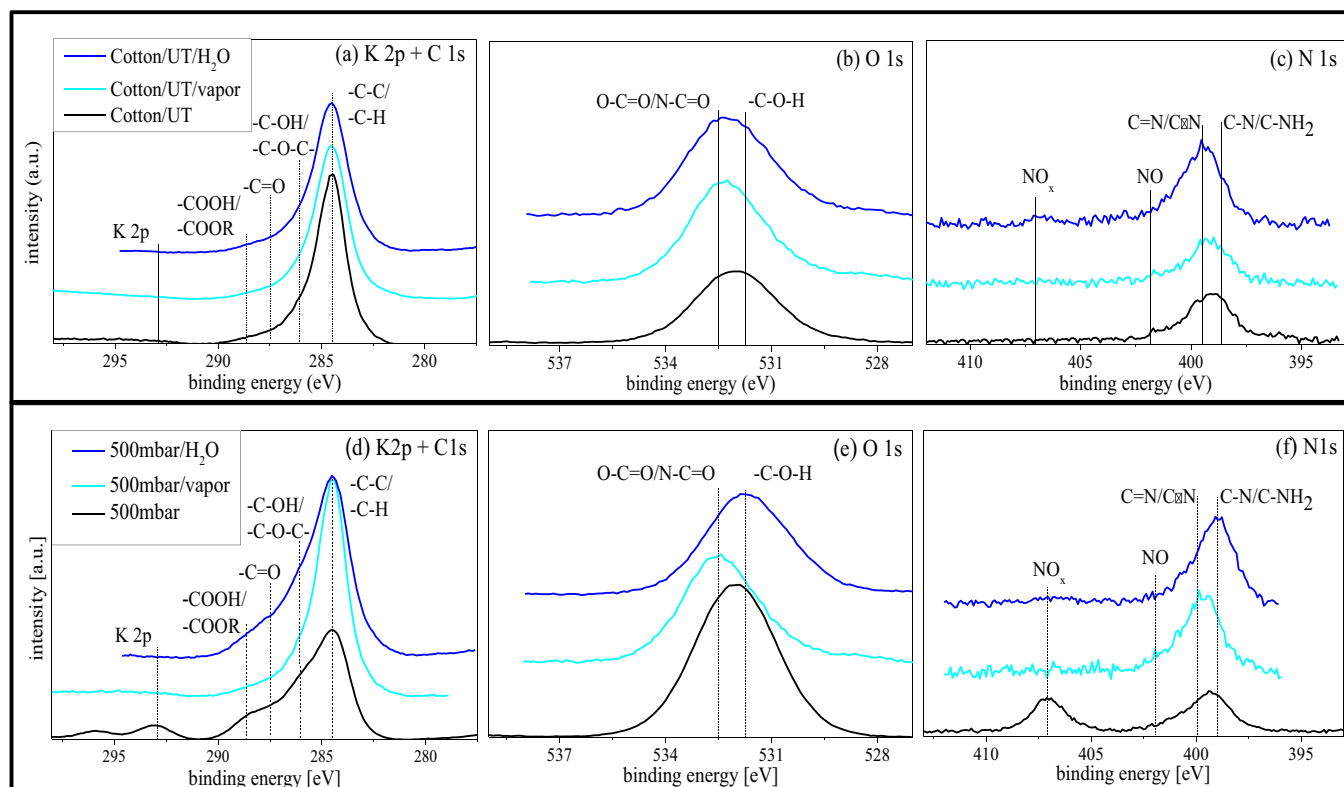 Cotton/UT/H₂O
Cotton/UT/vapor
Cotton/UT
(a) K 2p + C 1s
-C-C/
-C-H
-C-OH/
-C-O-C-
-C=O
-COOH/
-COOR
K 2p
intensity (a.u.)
295 290 285 280
binding energy (eV)
(b) O 1s
O-C=O/N-C=O
-C-O-H
537 534 531 528
binding energy (eV)
(c) N 1s
C=N/C☒N
C-N/C-NH₂
NO
NOₓ
410 405 400 395
binding energy (eV)
500mbar/H₂O
500mbar/vapor
500mbar
(d) K2p + C1s
-C-C/
-C-H
-C-OH/
-C-O-C-
-C=O
-COOH/
-COOR
K 2p
intensity [a.u.]
295 290 285 280
binding energy [eV]
(e) O 1s
O-C=O/N-C=O
-C-O-H
537 534 531 528
binding energy [eV]
(f) N1s
C=N/C☒N
C-N/C-NH₂
NO
NOₓ
410 405 400 395
binding energy [eV]